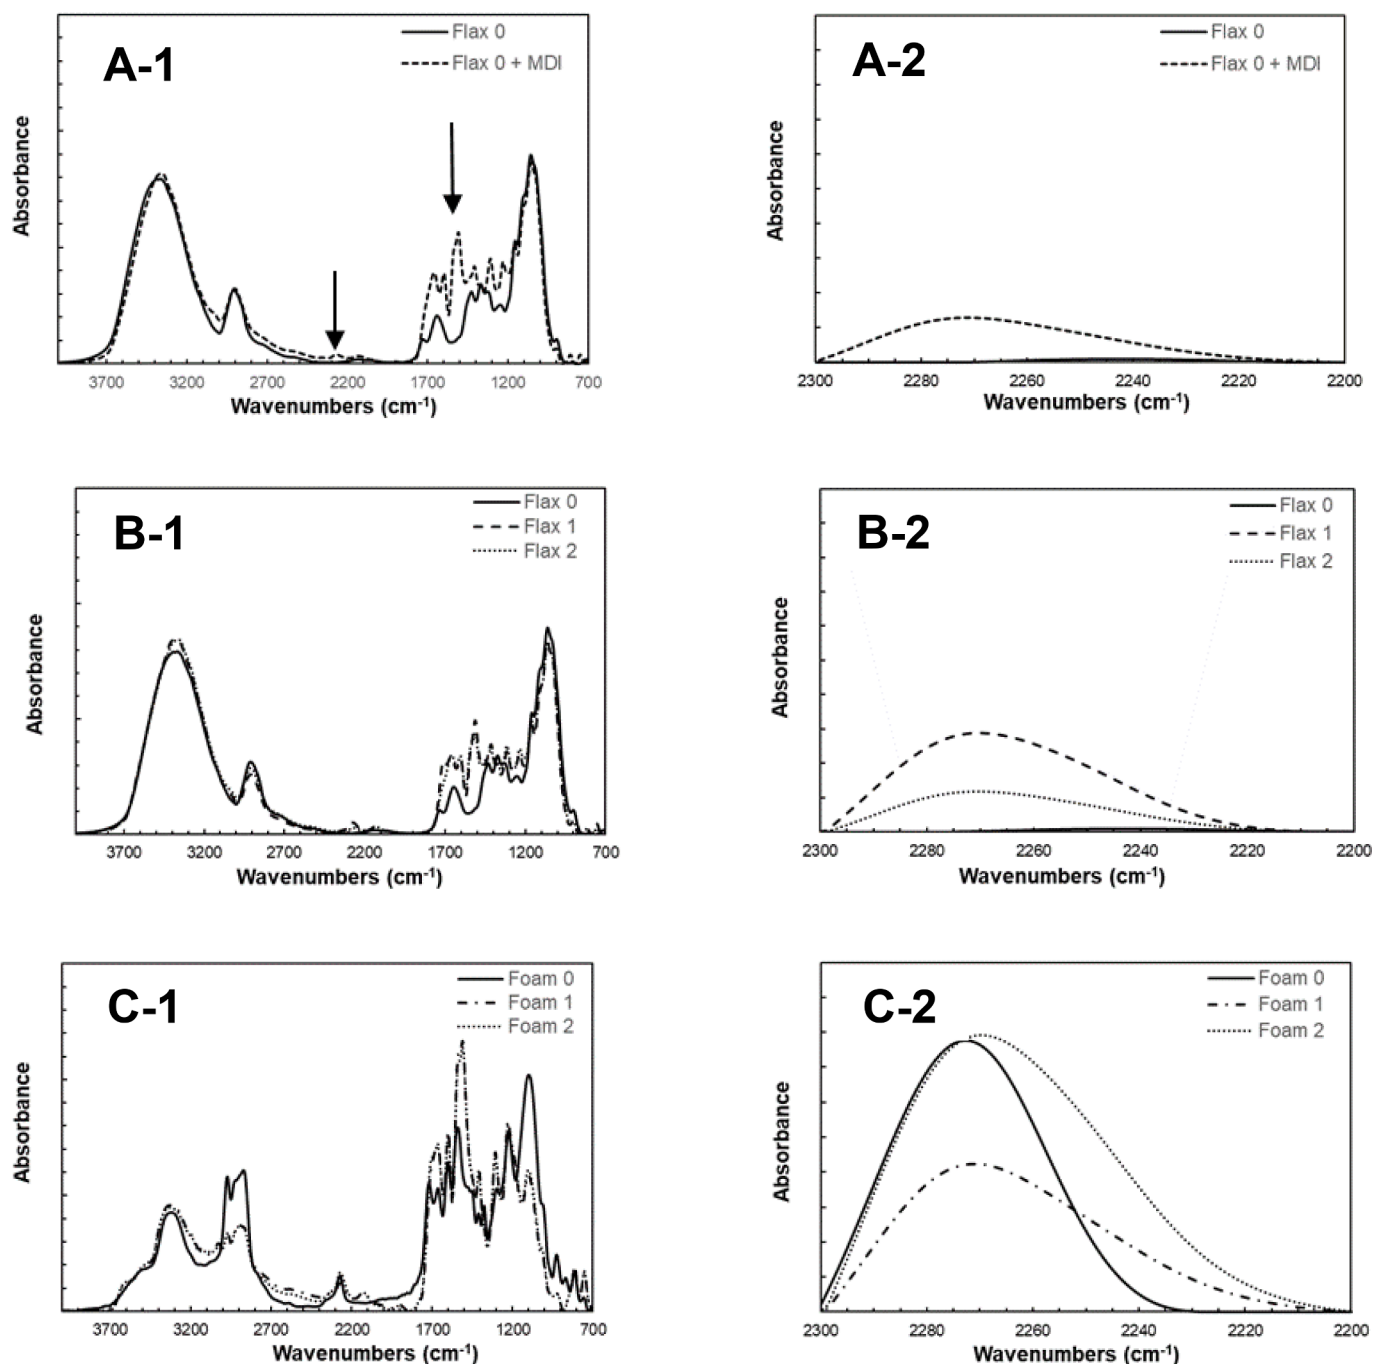 A-1
Flax 0
Flax 0 + MDI
Absorbance
3700 3200 2700 2200 1700 1200 700
Wavenumbers (cm-1)
A-2
Flax 0
Flax 0 + MDI
Absorbance
2300 2280 2260 2240 2220 2200
Wavenumbers (cm-1)
B-1
Flax 0
Flax 1
Flax 2
Absorbance
3700 3200 2700 2200 1700 1200 700
Wavenumbers (cm-1)
B-2
Flax 0
Flax 1
Flax 2
Absorbance
2300 2280 2260 2240 2220 2200
Wavenumbers (cm-1)
C-1
Foam 0
Foam 1
Foam 2
Absorbance
3700 3200 2700 2200 1700 1200 700
Wavenumbers (cm-1)
C-2
Foam 0
Foam 1
Foam 2
Absorbance
2300 2280 2260 2240 2220 2200
Wavenumbers (cm-1)